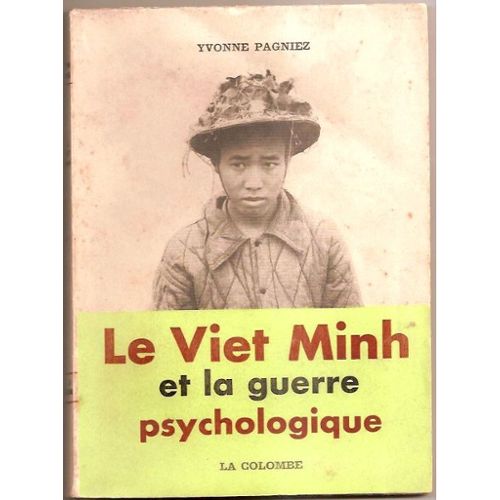 YVONNE PAGNIEZ
Le Viet Minh
et la guerre
psychologique
LA COLOMBE